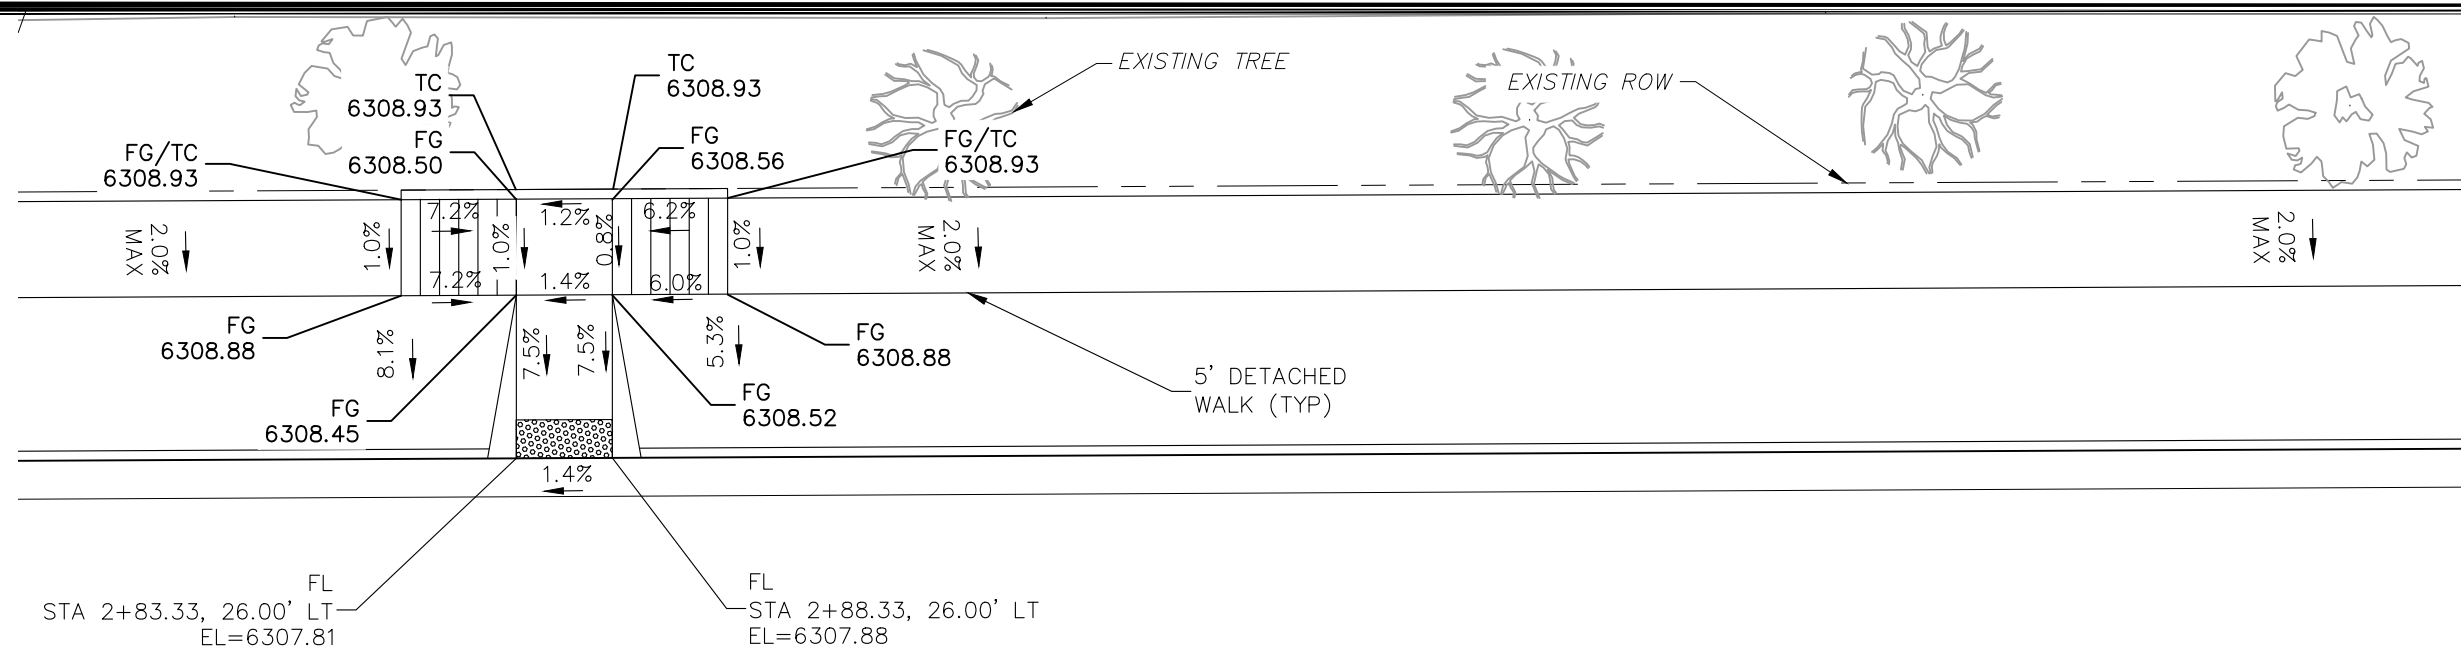 TC
6308.93
FG
6308.50
FG/TC
6308.93
TC
6308.93
FG
6308.56
FG/TC
6308.93
EXISTING TREE
EXISTING ROW
2.0%
MAX
1.0%
7.2%
1.0%
1.2%
0.8%
6.2%
1.0%
2.0%
MAX
2.0%
MAX
7.2%
1.4%
6.0%
FG
6308.88
8.1%
7.5%
7.5%
5.3%
FG
6308.88
FG
6308.45
FG
6308.52
5' DETACHED
WALK (TYP)
1.4%
FL
STA 2+83.33, 26.00' LT
EL=6307.81
FL
STA 2+88.33, 26.00' LT
EL=6307.88